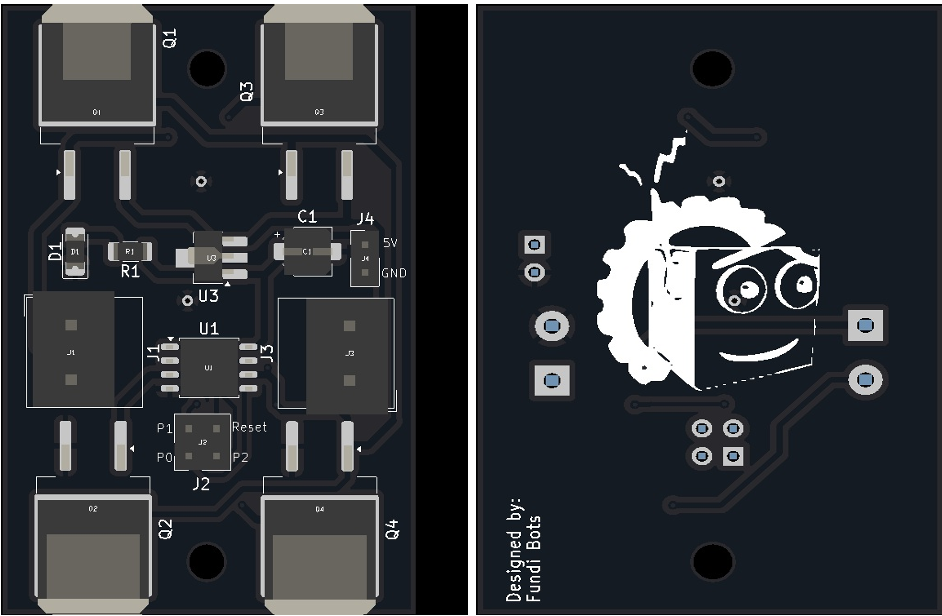 Q1
Q3
Q1
Q3
C1
J4
D1
D1
R1
R1
U3
C1
+
J4
5V
GND
U3
U1
J1
J1
U1
J3
J3
P1
Reset
J2
P0
P2
J2
Q2
Q4
Q2
Q4
Designed by:
Fundi Bots